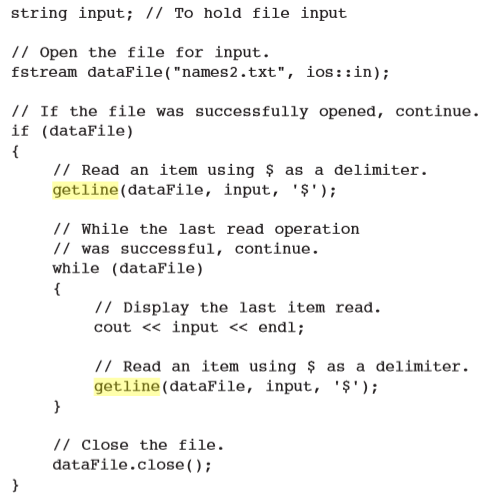 string input; // To hold file input
// Open the file for input.
fstream dataFile("names2.txt", ios::in);
// If the file was successfully opened, continue.
if (dataFile)
{
// Read an item using $ as a delimiter.
getline(dataFile, input, '$');
// While the last read operation
// was successful, continue.
while (dataFile)
{
// Display the last item read.
cout << input << endl;
// Read an item using $ as a delimiter.
getline(dataFile, input, '$');
}
// Close the file.
dataFile.close();
}